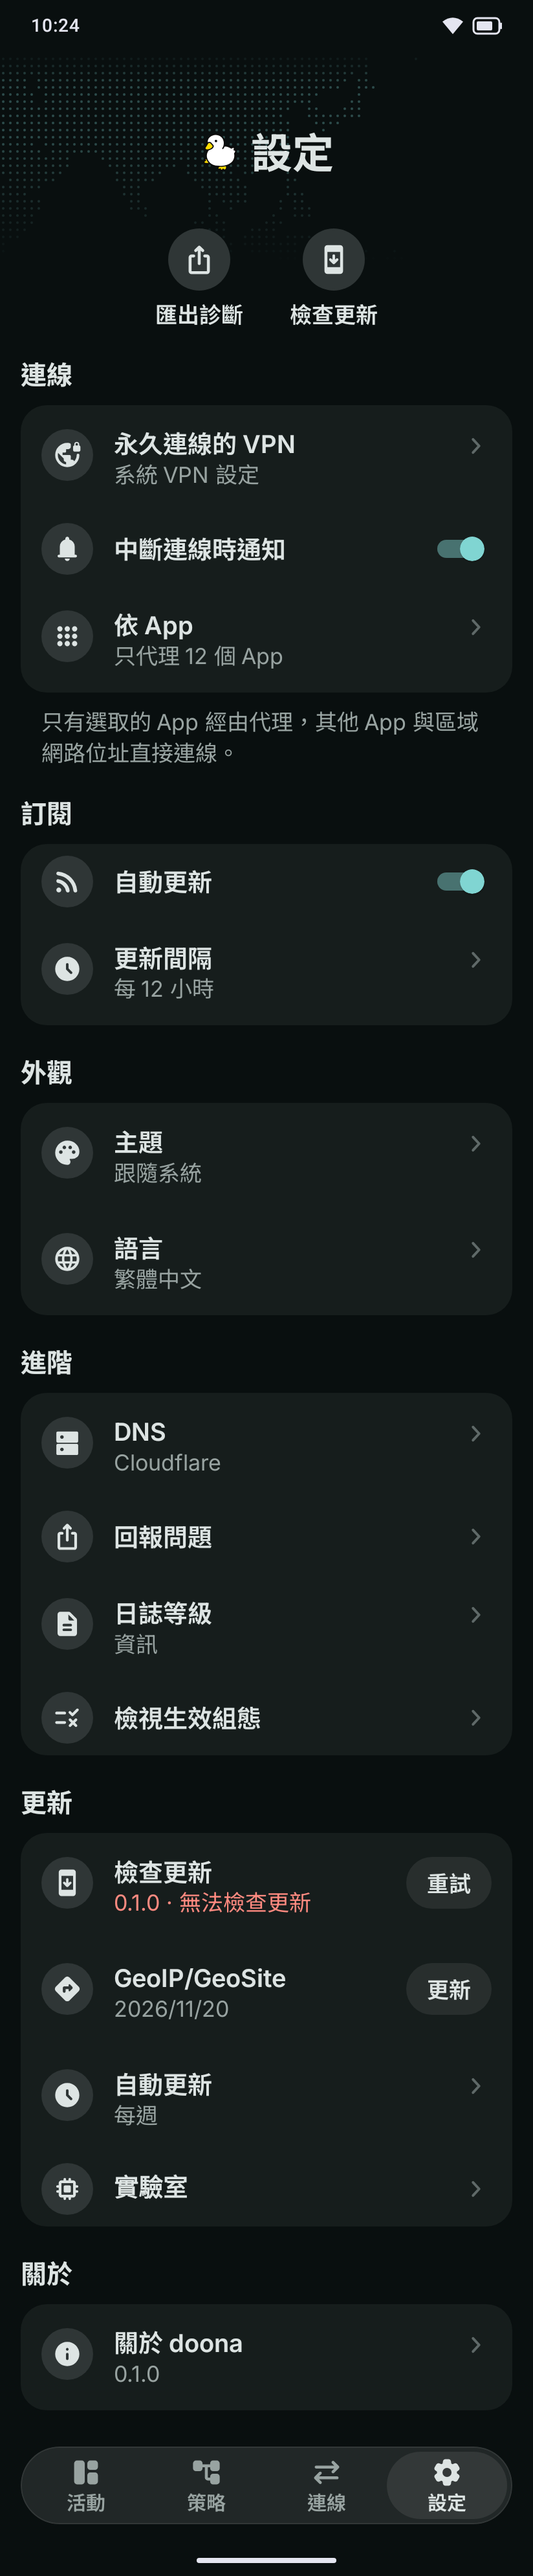 10:24
設定
匯出診斷
檢查更新
連線
永久連線的 VPN
系統 VPN 設定
中斷連線時通知
依 App
只代理 12 個 App
只有選取的 App 經由代理，其他 App 與區域
網路位址直接連線。
訂閱
自動更新
更新間隔
每 12 小時
外觀
主題
跟隨系統
語言
繁體中文
進階
DNS
Cloudflare
回報問題
日誌等級
資訊
檢視生效組態
更新
檢查更新
0.1.0 · 無法檢查更新
重試
GeoIP/GeoSite
2026/11/20
更新
自動更新
每週
實驗室
關於
關於 doona
0.1.0
活動
策略
連線
設定